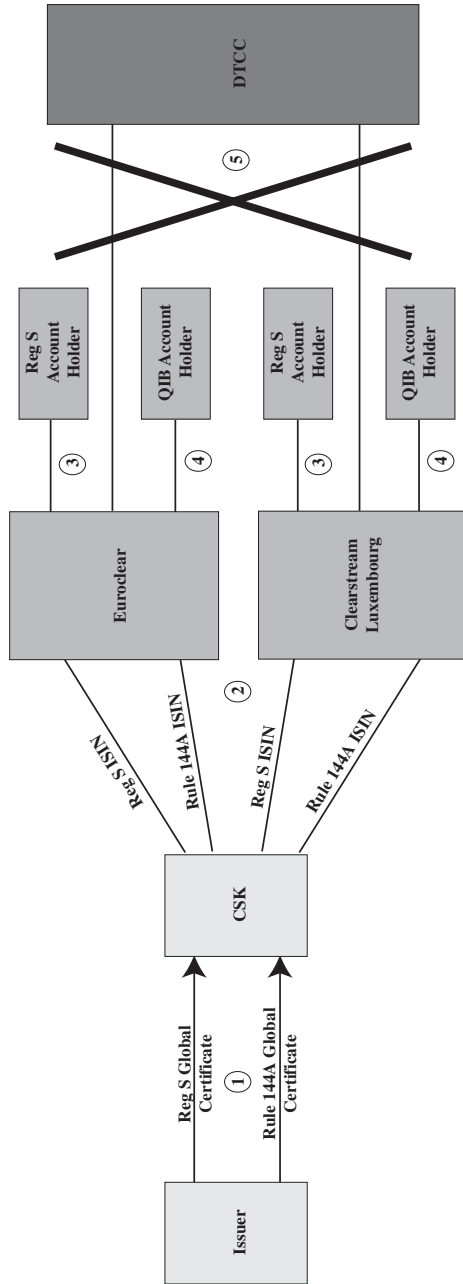 Issuer
Reg S Global
Certificate
1
Rule 144A Global
Certificate
CSK
Reg S ISIN
Rule 144A ISIN
2
Reg S ISIN
Rule 144A ISIN
Euroclear
Clearstream
Luxembourg
3
4
3
4
Reg S
Account
Holder
QIB Account
Holder
Reg S
Account
Holder
QIB Account
Holder
5
DTCC